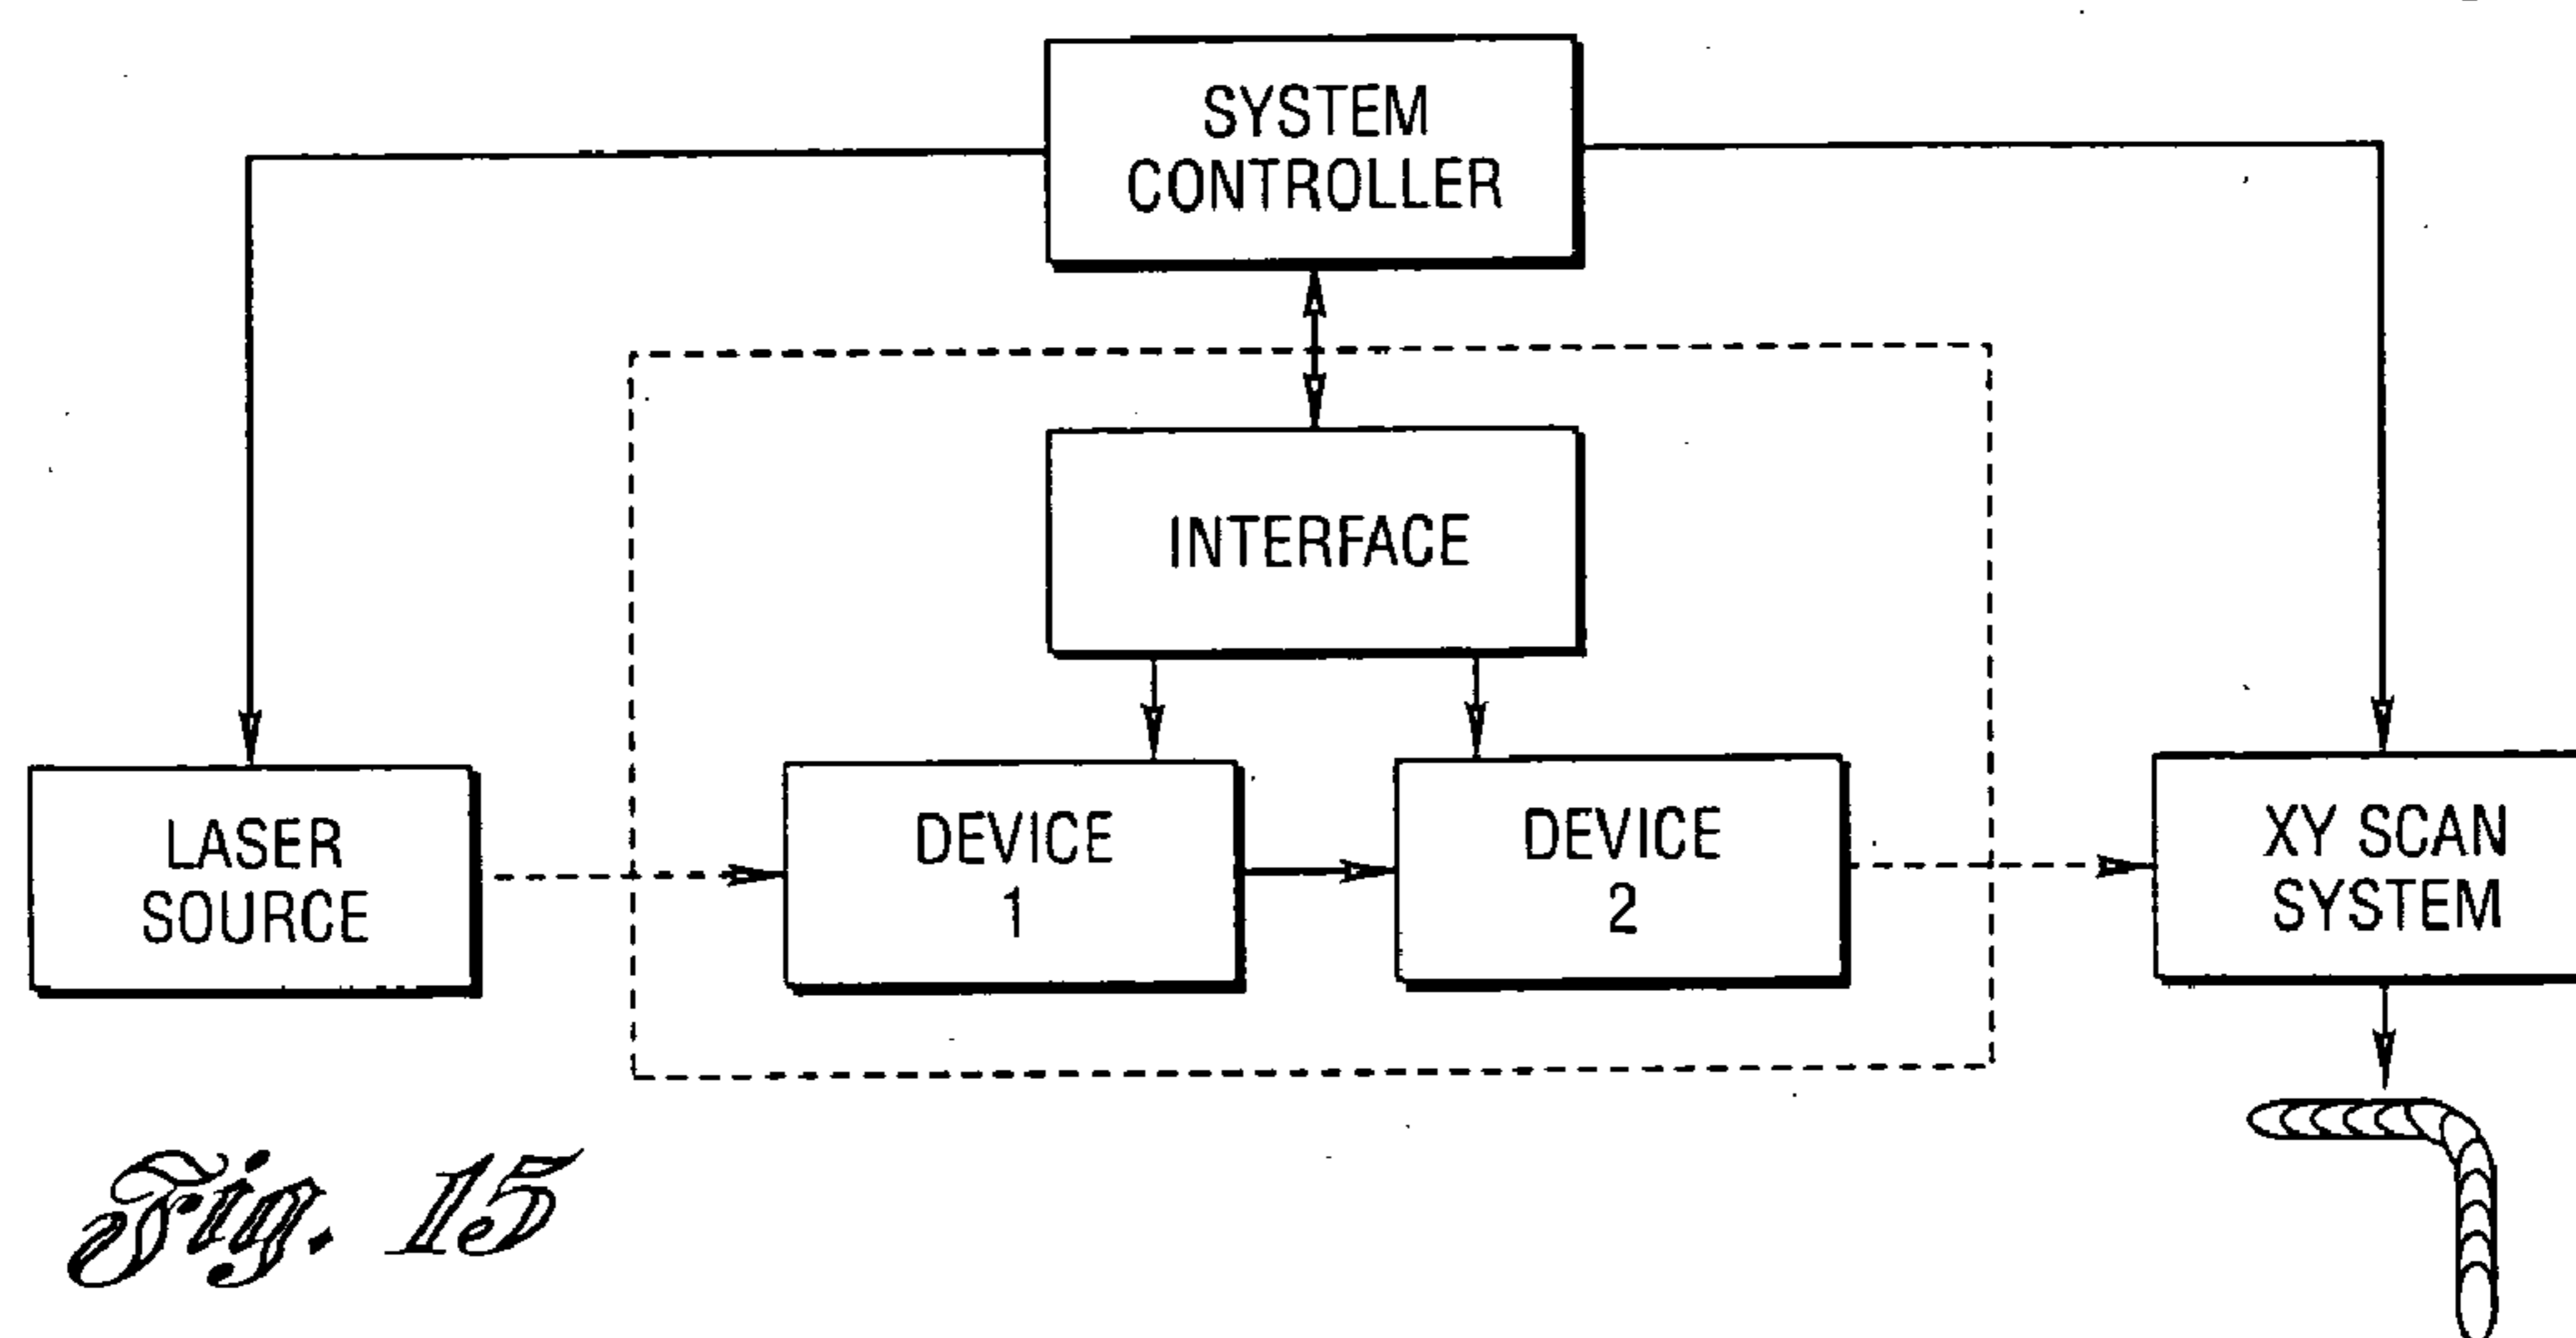 SYSTEM
CONTROLLER
INTERFACE
LASER
SOURCE
DEVICE
1
DEVICE
2
XY SCAN
SYSTEM
Fig. 15